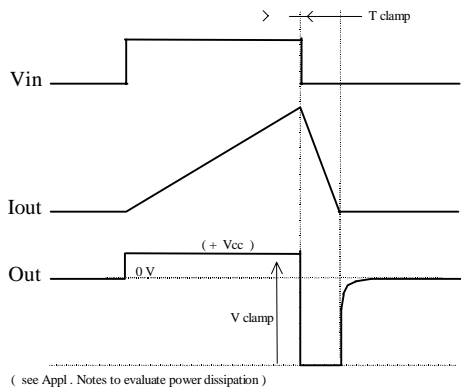 T clamp
Vin
Iout
( + Vcc )
Out
0 V
V clamp
( see Appl . Notes to evaluate power dissipation )